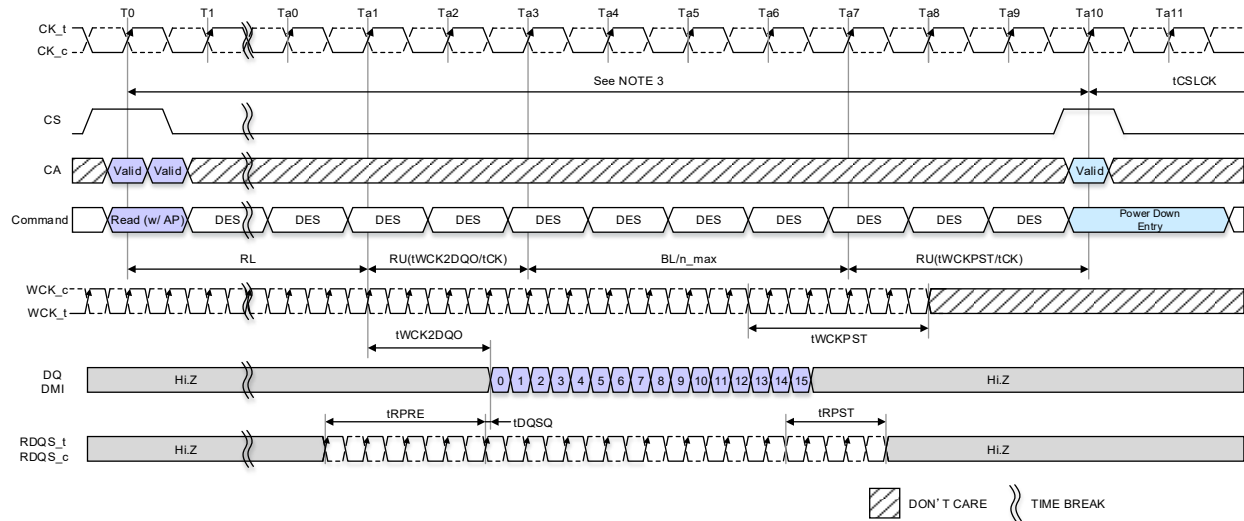 T0 T1 Ta0 Ta1 Ta2 Ta3 Ta4 Ta5 Ta6 Ta7 Ta8 Ta9 Ta10 Ta11
CK_t
CK_c
See NOTE 3 tCSLCK
CS
CA Valid Valid Valid
Command Read (w/ AP) DES DES DES DES DES DES DES DES DES DES DES Power Down
Entry
RL RU(tWCK2DQO/tCK) BL/n_max RU(tWCKPST/tCK)
WCK_c
WCK_t
tWCK2DQO tWCKPST
DQ
DMI
Hi.Z 0 1 2 3 4 5 6 7 8 9 10 11 12 13 14 15 Hi.Z
tRPRE tDQSQ tRPST
RDQS_t
RDQS_c
Hi.Z Hi.Z
DON'T CARE TIME BREAK